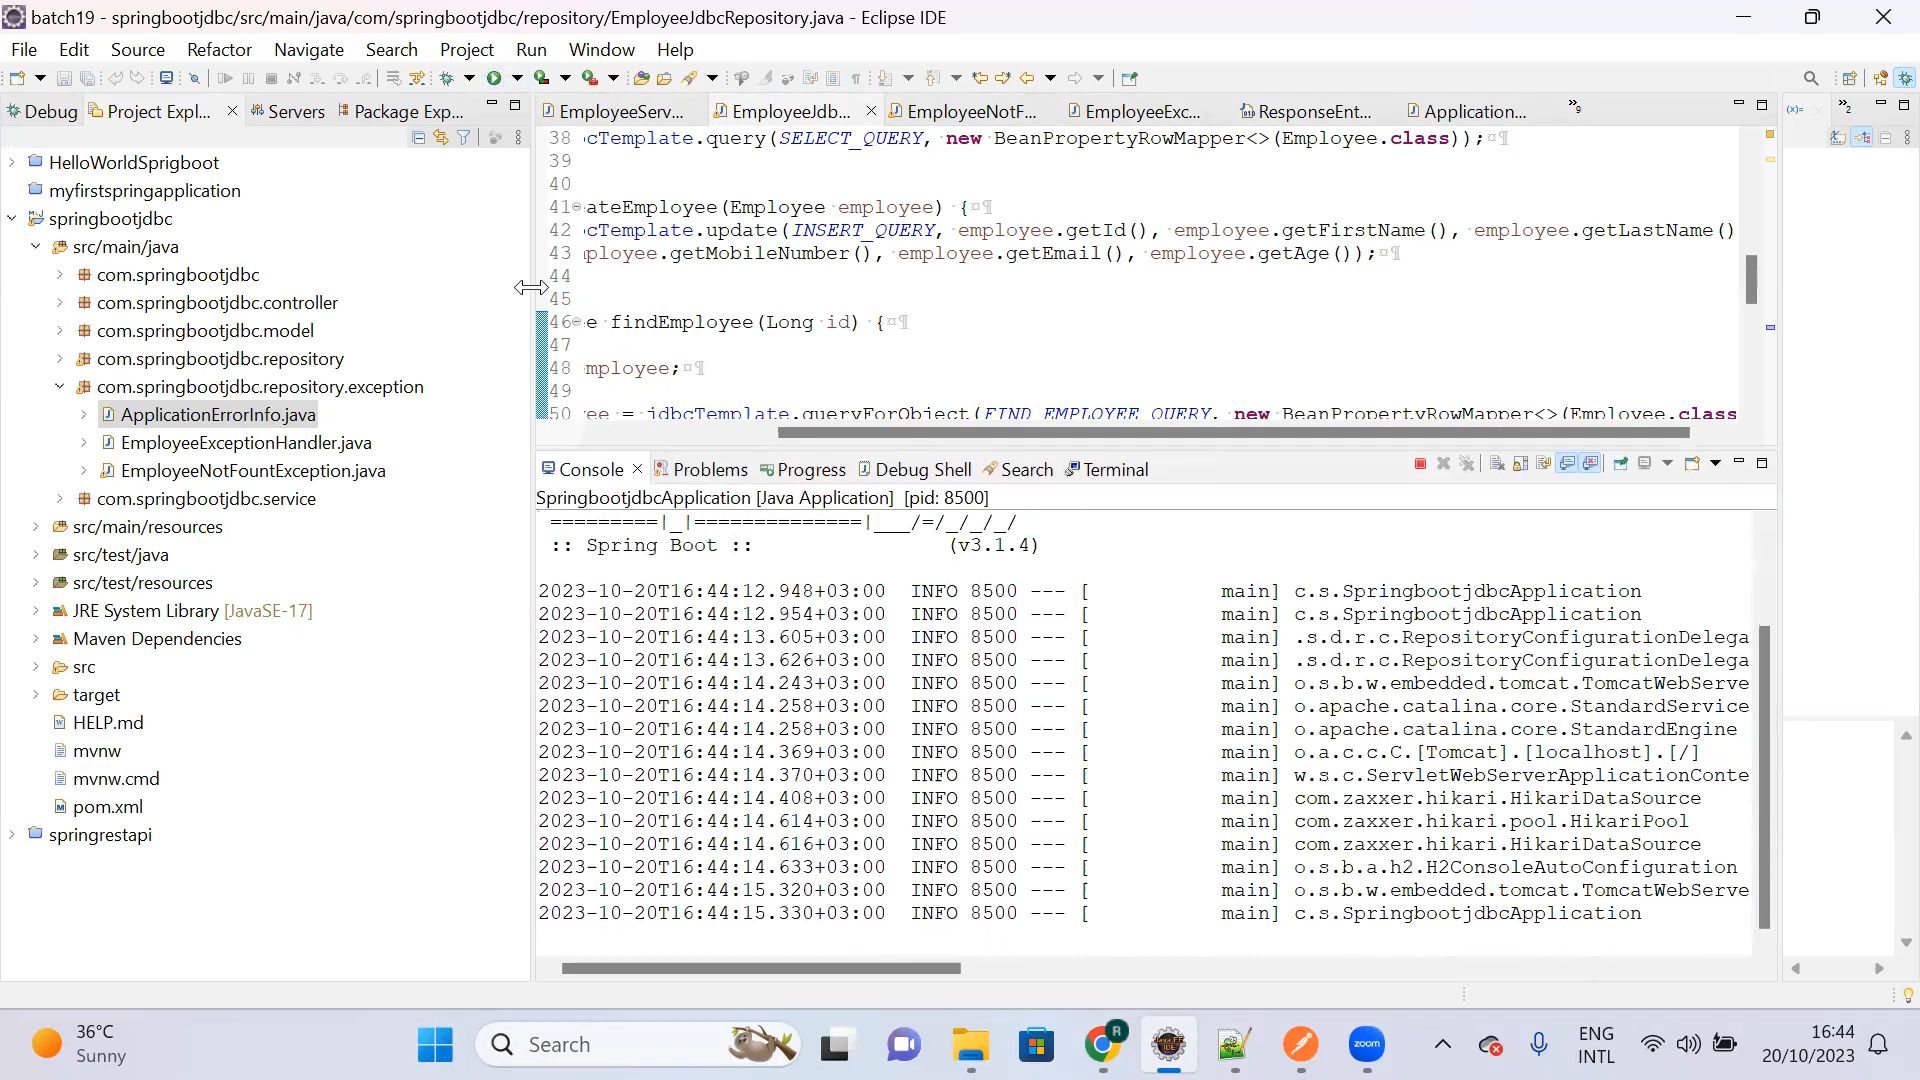 batch19 - springbootjdbc/src/main/java/com/springbootjdbc/repository/EmployeeJdbcRepository.java - Eclipse IDE
File Edit Source Refactor Navigate Search Project Run Window Help
Debug Project Expl... Servers Package Exp...
EmployeeServ... EmployeeJdb... EmployeeNotF... EmployeeExc... ResponseEnt... Application... »9
(x)= »2
HelloWorldSprigboot
myfirstspringapplication
springbootjdbc
src/main/java
com.springbootjdbc
com.springbootjdbc.controller
com.springbootjdbc.model
com.springbootjdbc.repository
com.springbootjdbc.repository.exception
ApplicationErrorInfo.java
EmployeeExceptionHandler.java
EmployeeNotFountException.java
com.springbootjdbc.service
src/main/resources
src/test/java
src/test/resources
JRE System Library [JavaSE-17]
Maven Dependencies
src
target
HELP.md
mvnw
mvnw.cmd
pom.xml
springrestapi
38 cTemplate.query(SELECT_QUERY, new BeanPropertyRowMapper<>(Employee.class));¤¶
39
40
41 ateEmployee(Employee employee) {¤¶
42 cTemplate.update(INSERT_QUERY, employee.getId(), employee.getFirstName(), employee.getLastName()
43 ployee.getMobileNumber(), employee.getEmail(), employee.getAge());¤¶
44
45
46 e findEmployee(Long id) {¤¶
47
48 mployee;¤¶
49
50 ee = jdbcTemplate.queryForObject(FIND_EMPLOYEE_QUERY, new BeanPropertyRowMapper<>(Employee.class
Console Problems Progress Debug Shell Search Terminal
SpringbootjdbcApplication [Java Application] [pid: 8500]
=========|_|==============|___/=/_/_/_/
:: Spring Boot :: (v3.1.4)
2023-10-20T16:44:12.948+03:00 INFO 8500 --- [ main] c.s.SpringbootjdbcApplication
2023-10-20T16:44:12.954+03:00 INFO 8500 --- [ main] c.s.SpringbootjdbcApplication
2023-10-20T16:44:13.605+03:00 INFO 8500 --- [ main] .s.d.r.c.RepositoryConfigurationDelega
2023-10-20T16:44:13.626+03:00 INFO 8500 --- [ main] .s.d.r.c.RepositoryConfigurationDelega
2023-10-20T16:44:14.243+03:00 INFO 8500 --- [ main] o.s.b.w.embedded.tomcat.TomcatWebServe
2023-10-20T16:44:14.258+03:00 INFO 8500 --- [ main] o.apache.catalina.core.StandardService
2023-10-20T16:44:14.258+03:00 INFO 8500 --- [ main] o.apache.catalina.core.StandardEngine
2023-10-20T16:44:14.369+03:00 INFO 8500 --- [ main] o.a.c.c.C.[Tomcat].[localhost].[/]
2023-10-20T16:44:14.370+03:00 INFO 8500 --- [ main] w.s.c.ServletWebServerApplicationConte
2023-10-20T16:44:14.408+03:00 INFO 8500 --- [ main] com.zaxxer.hikari.HikariDataSource
2023-10-20T16:44:14.614+03:00 INFO 8500 --- [ main] com.zaxxer.hikari.pool.HikariPool
2023-10-20T16:44:14.616+03:00 INFO 8500 --- [ main] com.zaxxer.hikari.HikariDataSource
2023-10-20T16:44:14.633+03:00 INFO 8500 --- [ main] o.s.b.a.h2.H2ConsoleAutoConfiguration
2023-10-20T16:44:15.320+03:00 INFO 8500 --- [ main] o.s.b.w.embedded.tomcat.TomcatWebServe
2023-10-20T16:44:15.330+03:00 INFO 8500 --- [ main] c.s.SpringbootjdbcApplication
36°C
Sunny
Search
R
Java EE
IDE
zoom
ENG
INTL
16:44
20/10/2023